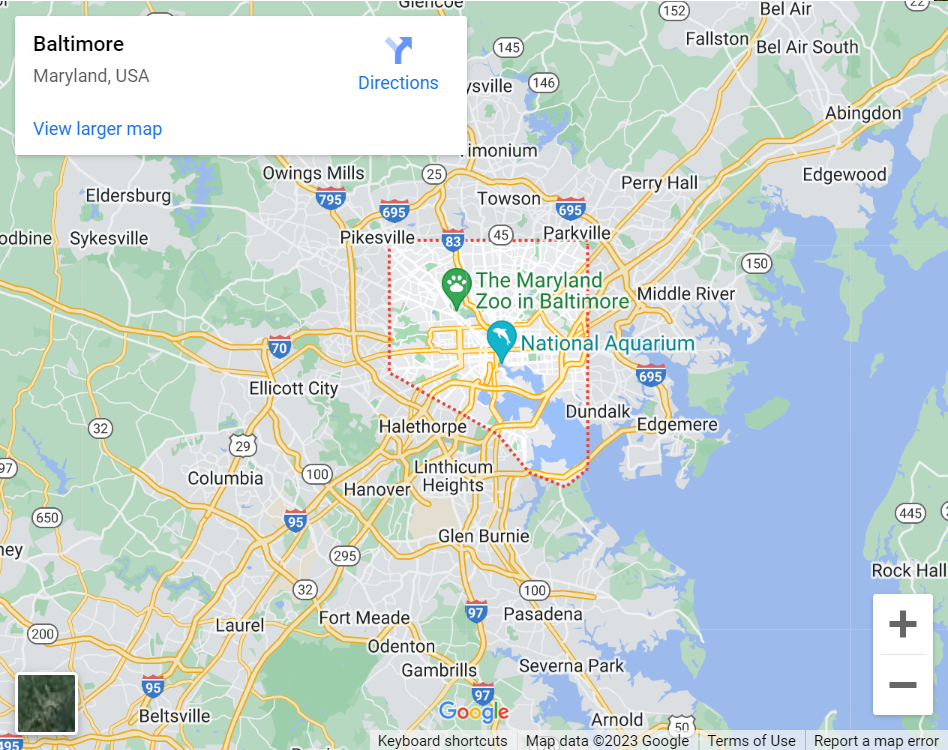 Glencoe
152
Bel Air
22
Baltimore
Maryland, USA
Directions
View larger map
145
Fallston
Bel Air South
146
ysville
Abingdon
imonium
Owings Mills
25
Edgewood
Perry Hall
Eldersburg
795
695
Towson
695
odbine
Sykesville
Pikesville
83
45
Parkville
150
The Maryland
Zoo in Baltimore
Middle River
70
National Aquarium
695
Ellicott City
32
Halethorpe
Dundalk
Edgemere
29
97
Columbia
100
Linthicum
Heights
Hanover
650
95
445
ney
Glen Burnie
295
Rock Hall
32
100
200
Laurel
Fort Meade
97
Pasadena
Odenton
Gambrills
Severna Park
95
97
Google
Beltsville
Arnold
50
495
Keyboard shortcuts
Map data ©2023 Google
Terms of Use
Report a map error